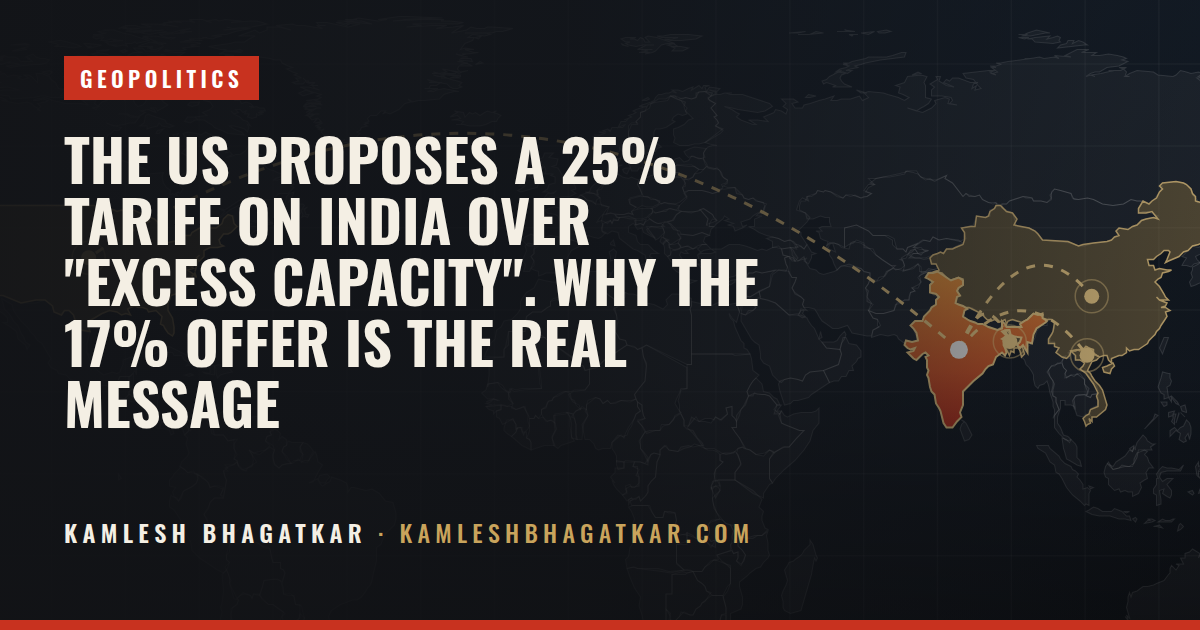 GEOPOLITICS
THE US PROPOSES A 25%
TARIFF ON INDIA OVER
"EXCESS CAPACITY". WHY THE
17% OFFER IS THE REAL
MESSAGE
KAMLESH BHAGATKAR · KAMLESHBHAGATKAR.COM